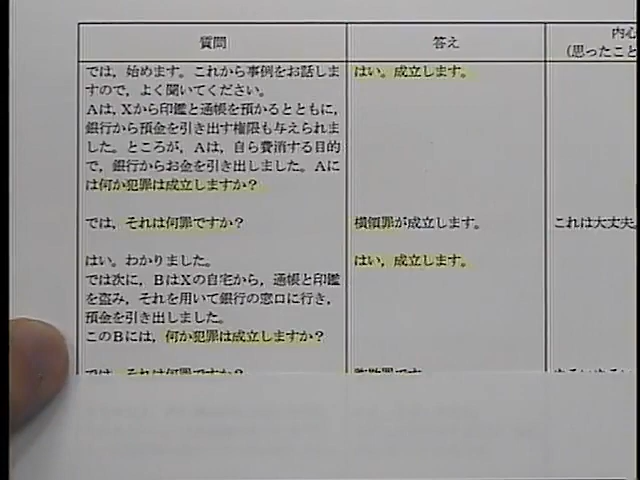 質問
答え
内心
（思ったこと
では，始めます。これから事例をお話しま
すので，よく聞いてください。
Aは，Xから印鑑と通帳を預かるとともに，
銀行から預金を引き出す権限も与えられま
した。ところが，Aは，自ら費消する目的
で，銀行からお金を引き出しました。Aに
は何か犯罪は成立しますか？
はい。成立します。
では，それは何罪ですか？
横領罪が成立します。
これは大丈夫。
はい。わかりました。
では次に，BはXの自宅から，通帳と印鑑
を盗み，それを用いて銀行の窓口に行き，
預金を引き出しました。
このBには，何か犯罪は成立しますか？
はい，成立します。
では，それは何罪ですか？